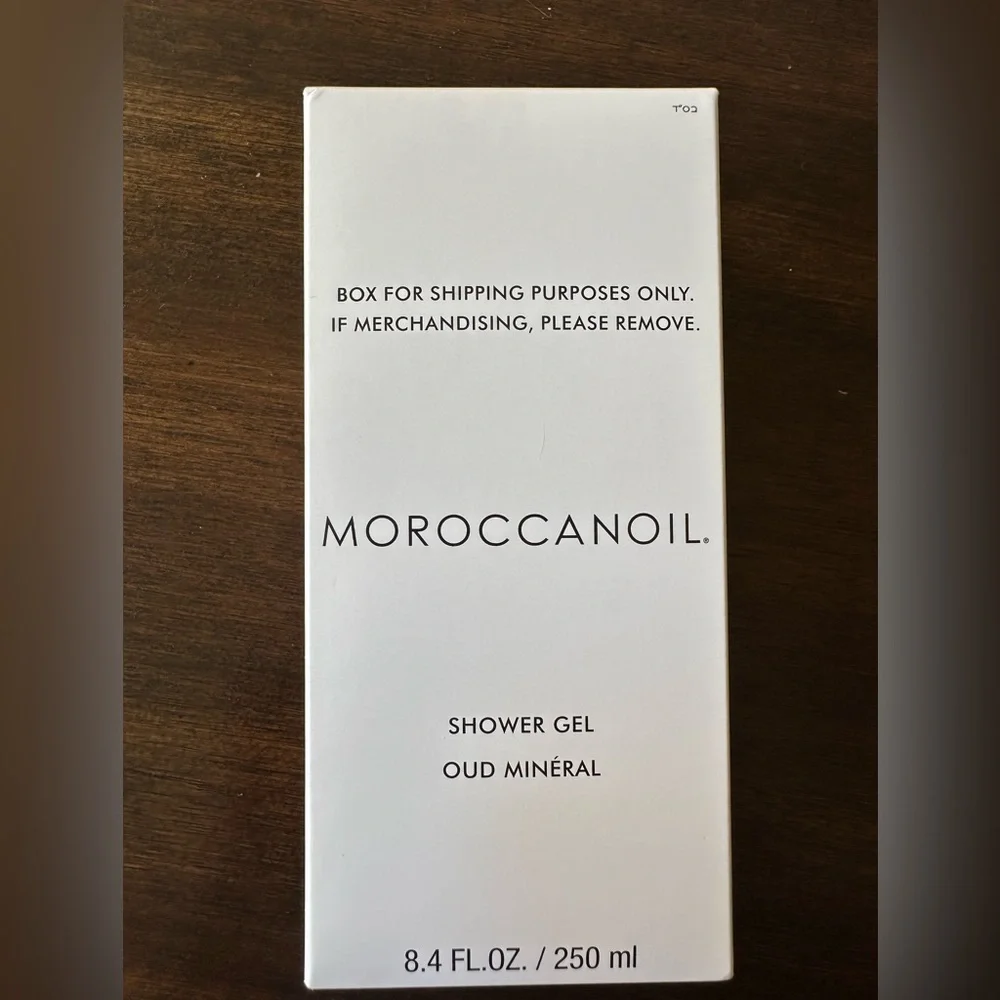 בס״ד
BOX FOR SHIPPING PURPOSES ONLY.
IF MERCHANDISING, PLEASE REMOVE.
MOROCCANOIL®
SHOWER GEL
OUD MINÉRAL
8.4 FL.OZ. / 250 ml